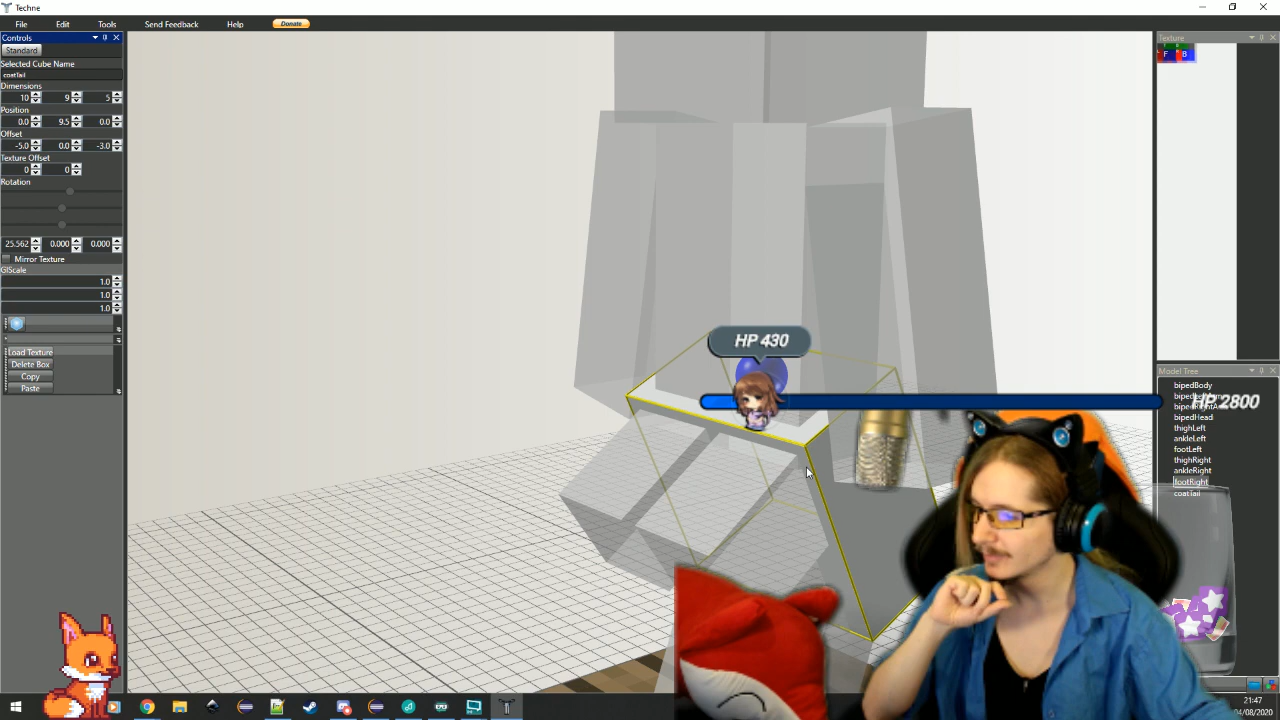 Techne
File Edit Tools Send Feedback Help Donate
Controls
Standard
Selected Cube Name
coatTail
Dimensions
10 9 5
Position
0.0 9.5 0.0
Offset
-5.0 0.0 -3.0
Texture Offset
0 0
Rotation
25.562 0.000 0.000
Mirror Texture
GlScale
1.0
1.0
1.0
Load Texture
Delete Box
Copy
Paste
HP 430
HP 2800
Texture
F B
Model Tree
bipedBody
bipedHead
thighLeft
ankleLeft
footLeft
thighRight
ankleRight
footRight
coatTail
21:47
04/08/2020